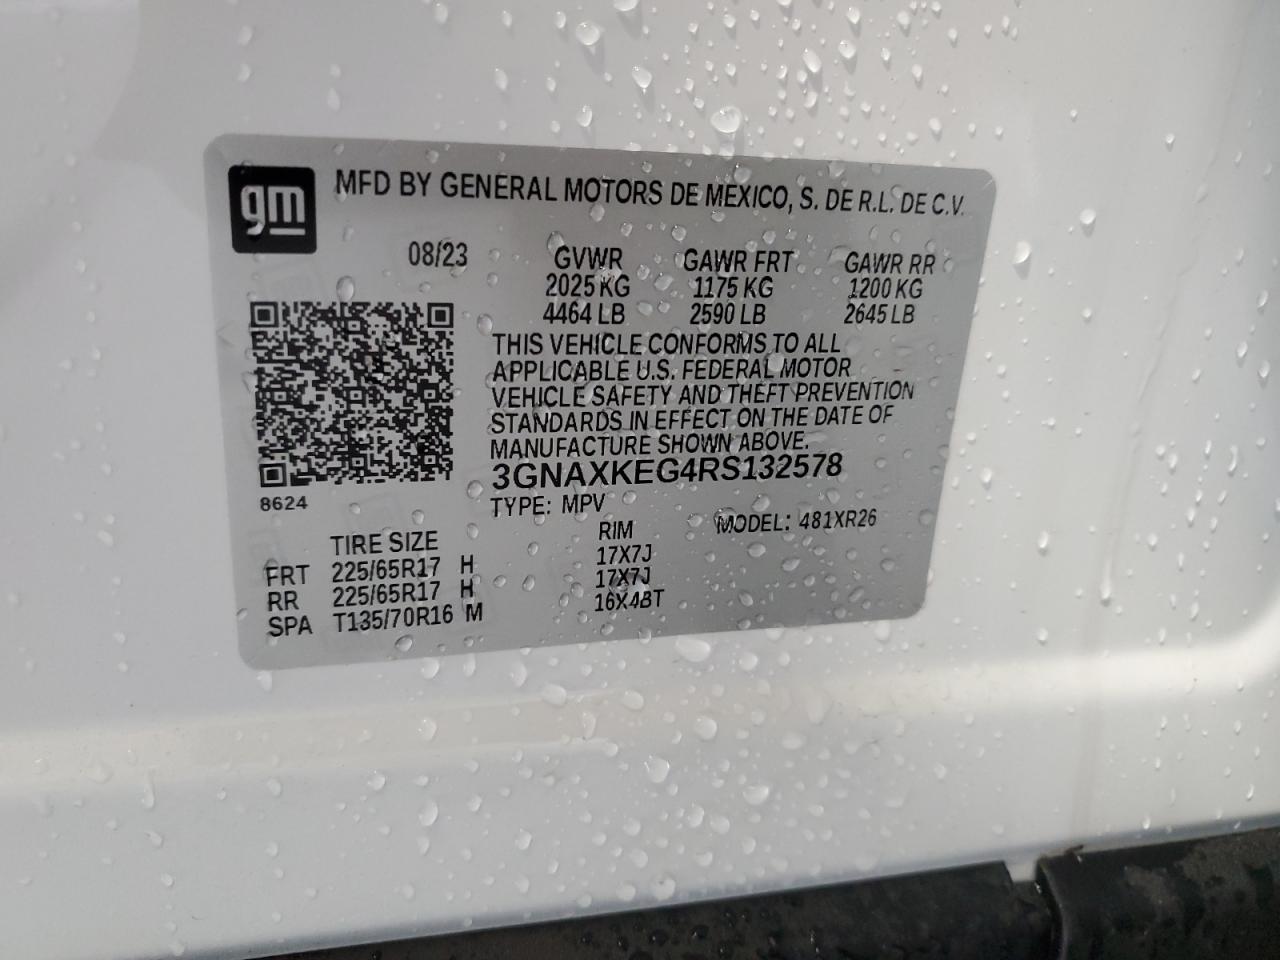 gm
MFD BY GENERAL MOTORS DE MEXICO, S. DE R.L. DE C.V.
08/23 GVWR GAWR FRT GAWR RR
2025 KG 1175 KG 1200 KG
4464 LB 2590 LB 2645 LB
THIS VEHICLE CONFORMS TO ALL
APPLICABLE U.S. FEDERAL MOTOR
VEHICLE SAFETY AND THEFT PREVENTION
STANDARDS IN EFFECT ON THE DATE OF
MANUFACTURE SHOWN ABOVE.
3GNAXKEG4RS132578
8624
TYPE: MPV MODEL: 481XR26
TIRE SIZE RIM
FRT 225/65R17 H 17X7J
RR 225/65R17 H 17X7J
SPA T135/70R16 M 16X4BT